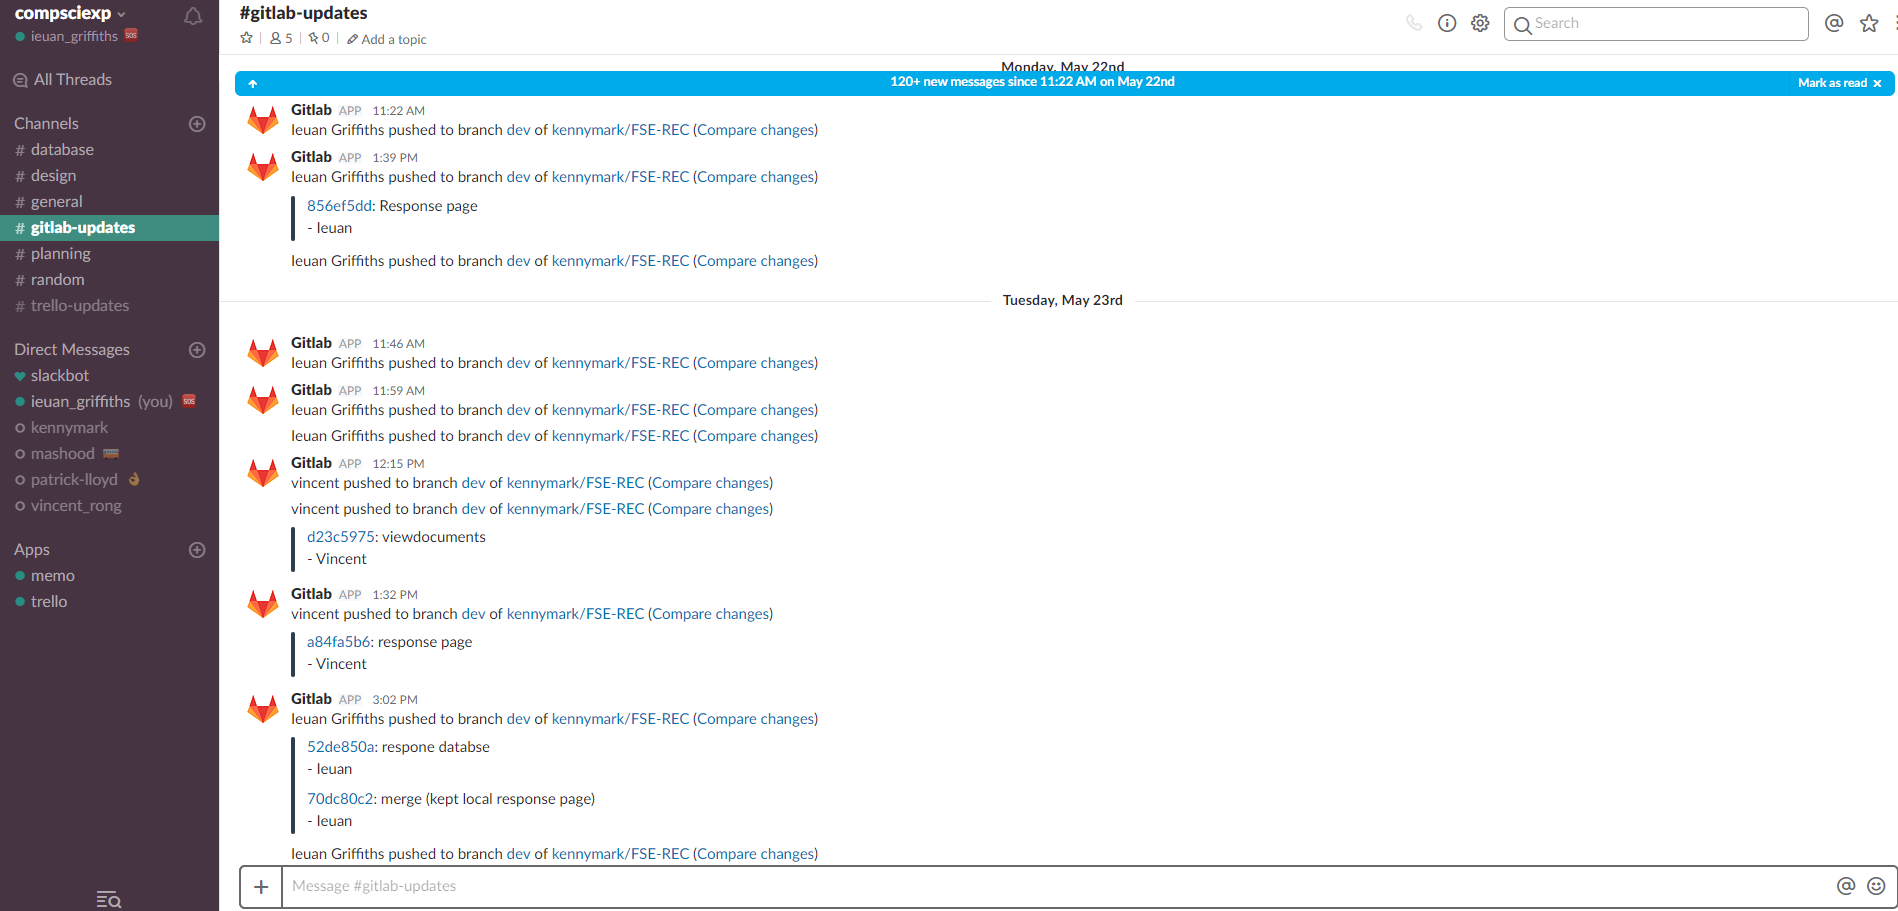 compsciexp
ieuan_griffiths SOS
All Threads
Channels
# database
# design
# general
# gitlab-updates
# planning
# random
# trello-updates
Direct Messages
slackbot
ieuan_griffiths (you) SOS
kennymark
mashood
patrick-lloyd
vincent_rong
Apps
memo
trello
#gitlab-updates
5 0 Add a topic
Search
Monday, May 22nd
120+ new messages since 11:22 AM on May 22nd Mark as read ×
Gitlab APP 11:22 AM
Ieuan Griffiths pushed to branch dev of kennymark/FSE-REC (Compare changes)
Gitlab APP 1:39 PM
Ieuan Griffiths pushed to branch dev of kennymark/FSE-REC (Compare changes)
856ef5dd: Response page
- Ieuan
Ieuan Griffiths pushed to branch dev of kennymark/FSE-REC (Compare changes)
Tuesday, May 23rd
Gitlab APP 11:46 AM
Ieuan Griffiths pushed to branch dev of kennymark/FSE-REC (Compare changes)
Gitlab APP 11:59 AM
Ieuan Griffiths pushed to branch dev of kennymark/FSE-REC (Compare changes)
Ieuan Griffiths pushed to branch dev of kennymark/FSE-REC (Compare changes)
Gitlab APP 12:15 PM
vincent pushed to branch dev of kennymark/FSE-REC (Compare changes)
vincent pushed to branch dev of kennymark/FSE-REC (Compare changes)
d23c5975: viewdocuments
- Vincent
Gitlab APP 1:32 PM
vincent pushed to branch dev of kennymark/FSE-REC (Compare changes)
a84fa5b6: response page
- Vincent
Gitlab APP 3:02 PM
Ieuan Griffiths pushed to branch dev of kennymark/FSE-REC (Compare changes)
52de850a: respone databse
- Ieuan
70dc80c2: merge (kept local response page)
- Ieuan
Ieuan Griffiths pushed to branch dev of kennymark/FSE-REC (Compare changes)
Message #gitlab-updates